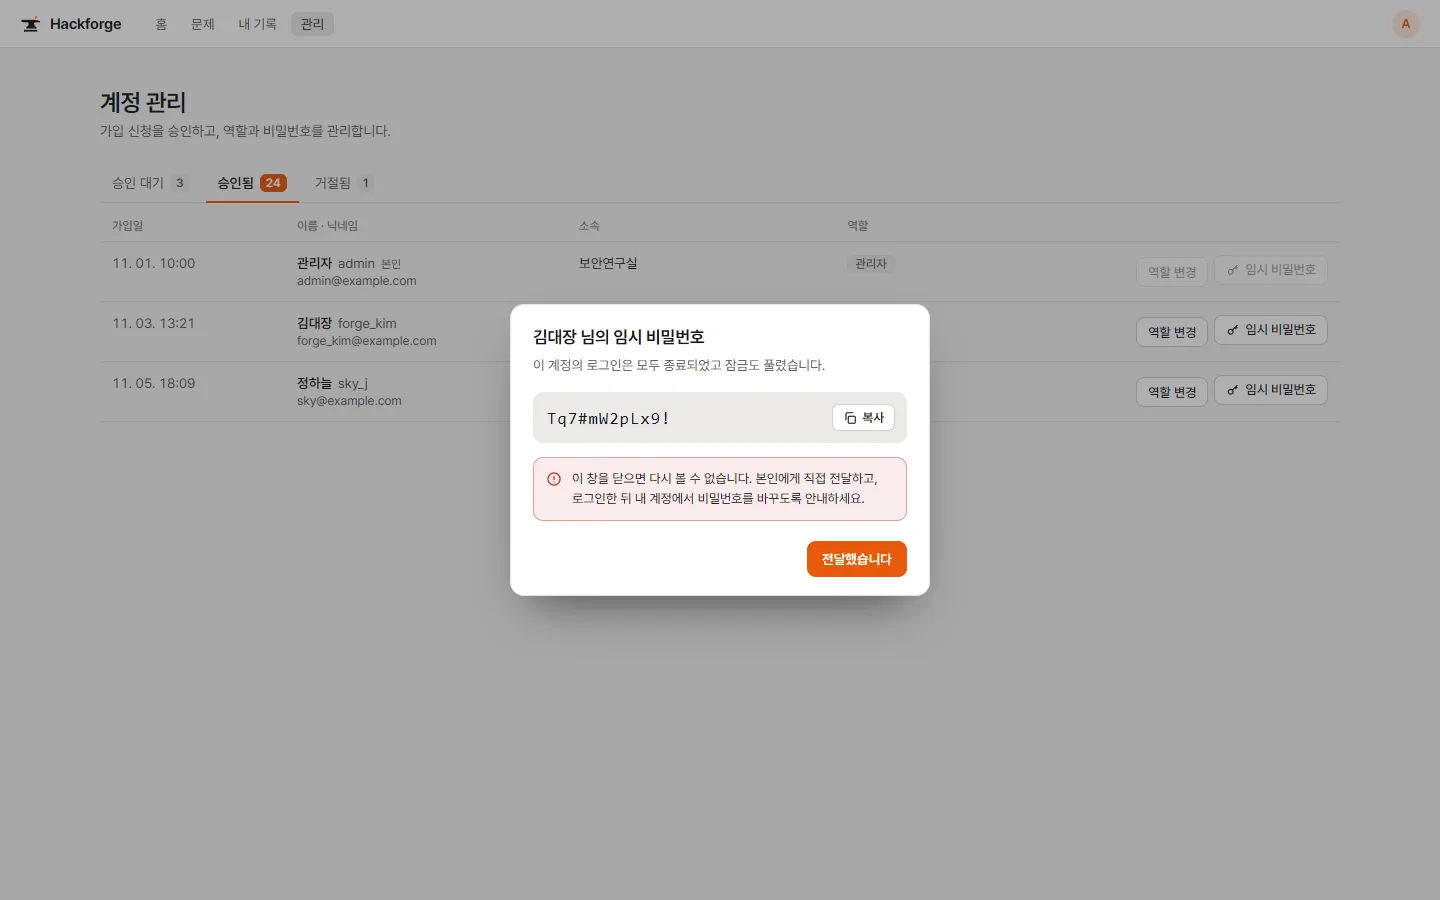 Hackforge 홈 문제 내 기록 관리 A
계정 관리
가입 신청을 승인하고, 역할과 비밀번호를 관리합니다.
승인 대기 3 승인됨 24 거절됨 1
가입일 이름 · 닉네임 소속 역할
11. 01. 10:00 관리자 admin 본인 보안연구실 관리자 역할 변경 임시 비밀번호
admin@example.com
11. 03. 13:21 김대장 forge_kim 역할 변경 임시 비밀번호
forge_kim@example.com
11. 05. 18:09 정하늘 sky_j 역할 변경 임시 비밀번호
sky@example.com
김대장 님의 임시 비밀번호
이 계정의 로그인은 모두 종료되었고 잠금도 풀렸습니다.
Tq7#mW2pLx9! 복사
이 창을 닫으면 다시 볼 수 없습니다. 본인에게 직접 전달하고,
로그인한 뒤 내 계정에서 비밀번호를 바꾸도록 안내하세요.
전달했습니다